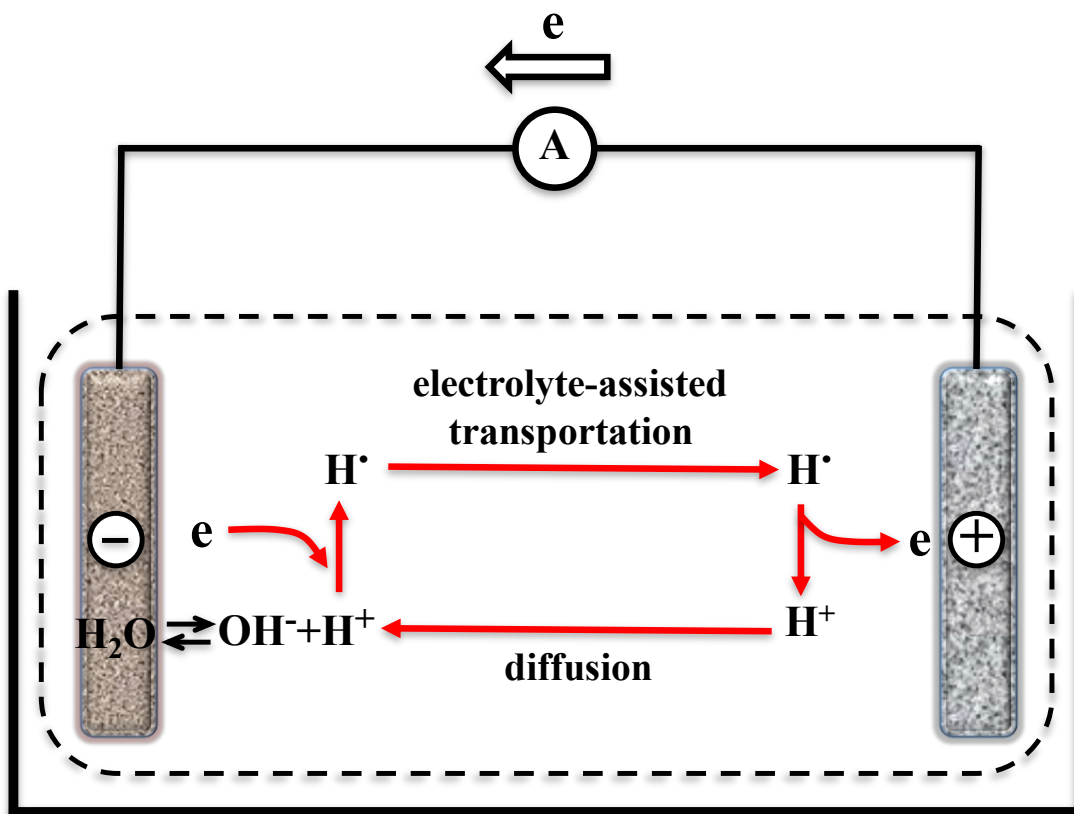 e
A
electrolyte-assisted
transportation
H• H•
e e
- +
H₂O OH⁻+H⁺ H⁺
diffusion